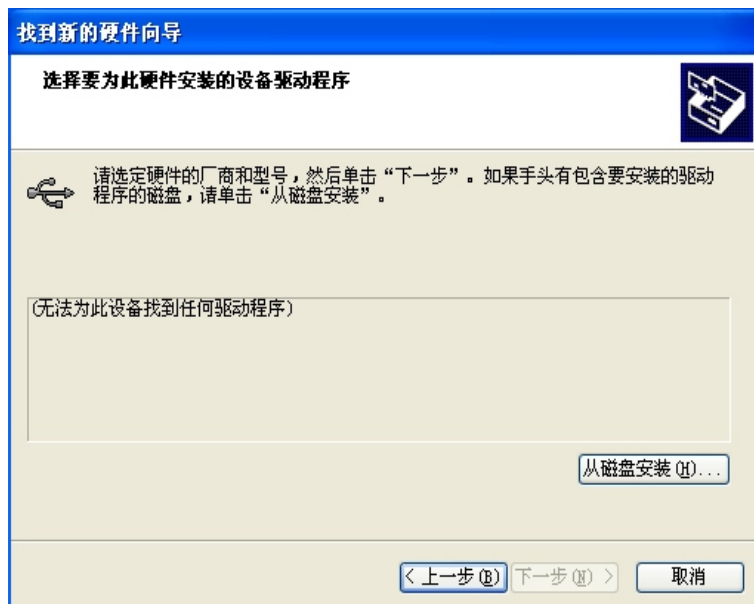 找到新的硬件向导
选择要为此硬件安装的设备驱动程序
请选定硬件的厂商和型号，然后单击“下一步”。如果手头有包含要安装的驱动
程序的磁盘，请单击“从磁盘安装”。
(无法为此设备找到任何驱动程序)
从磁盘安装(H)...
< 上一步(B) 下一步(N) > 取消